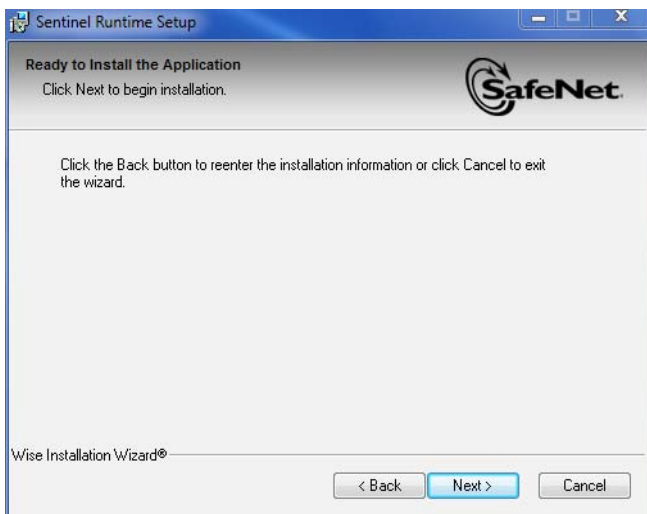 Sentinel Runtime Setup
Ready to Install the Application
Click Next to begin installation.
SafeNet.
Click the Back button to reenter the installation information or click Cancel to exit
the wizard.
Wise Installation Wizard®
< Back
Next >
Cancel